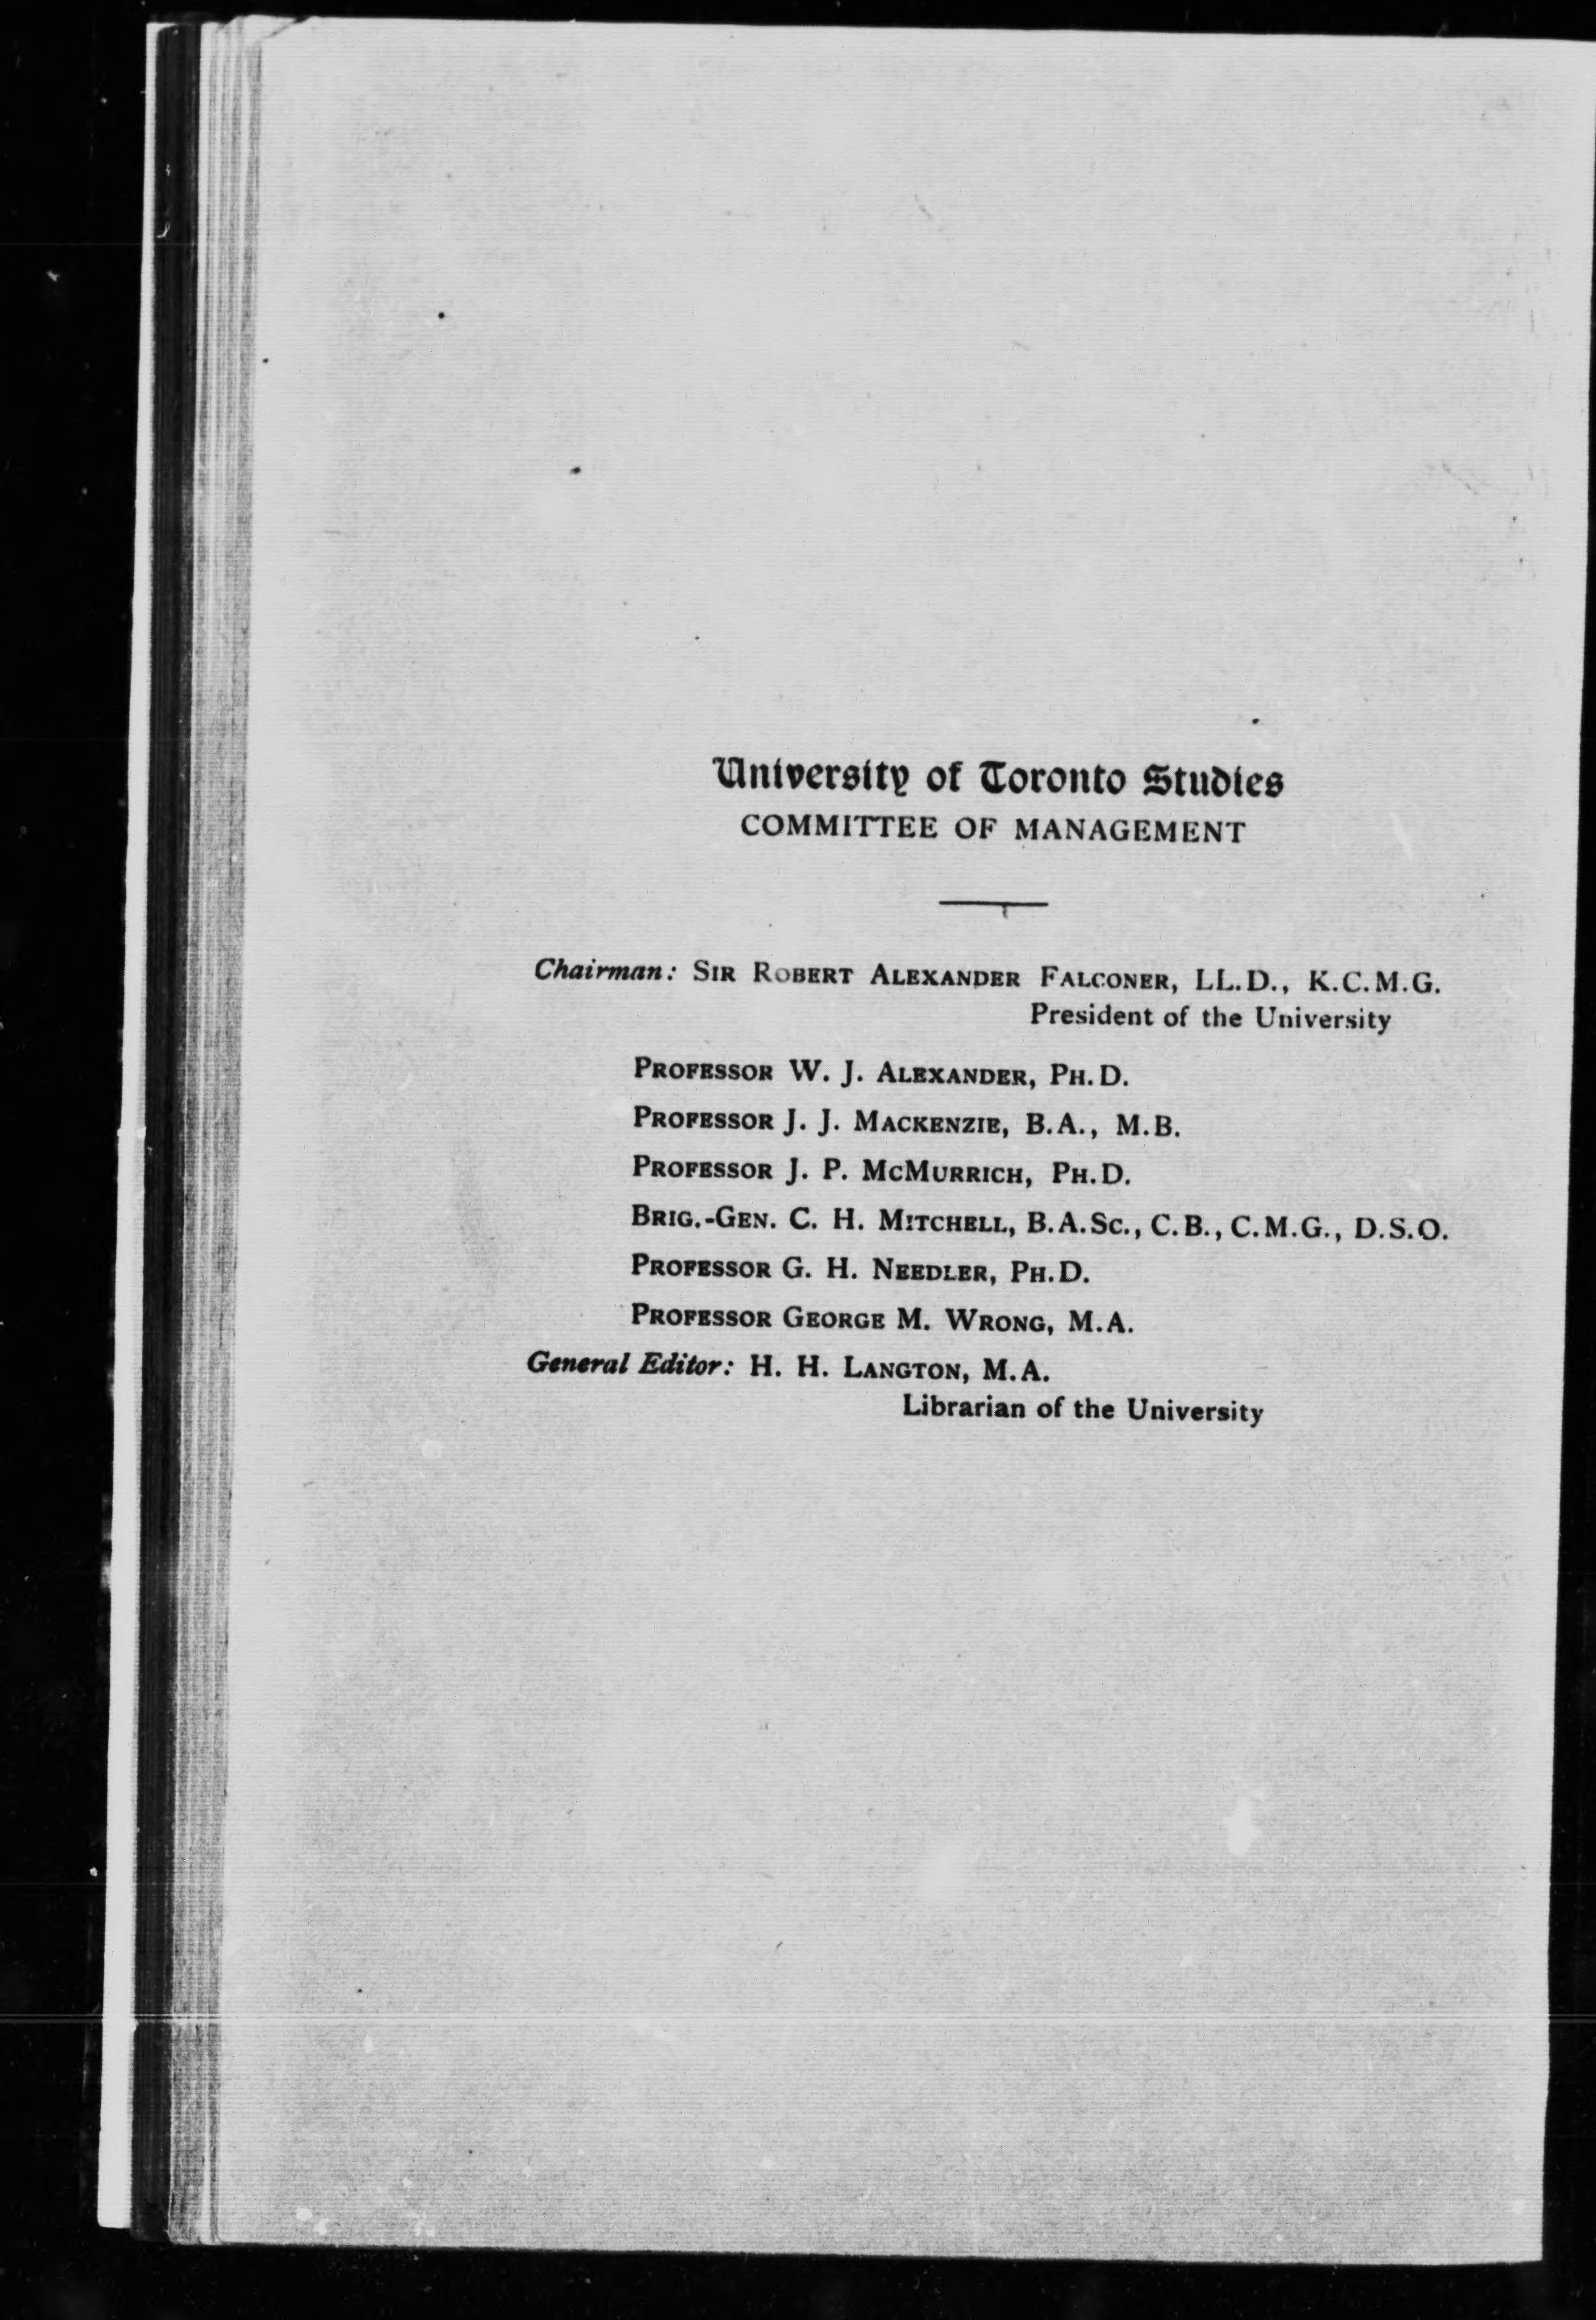 University of Toronto Studies
COMMITTEE OF MANAGEMENT
Chairman: SIR ROBERT ALEXANDER FALCONER, LL.D., K.C.M.G.
President of the University
PROFESSOR W. J. ALEXANDER, PH.D.
PROFESSOR J. J. MACKENZIE, B.A., M.B.
PROFESSOR J. P. MCMURRICH, PH.D.
BRIG.-GEN. C. H. MITCHELL, B.A.SC., C.B., C.M.G., D.S.O.
PROFESSOR G. H. NEEDLER, PH.D.
PROFESSOR GEORGE M. WRONG, M.A.
General Editor: H. H. LANGTON, M.A.
Librarian of the University